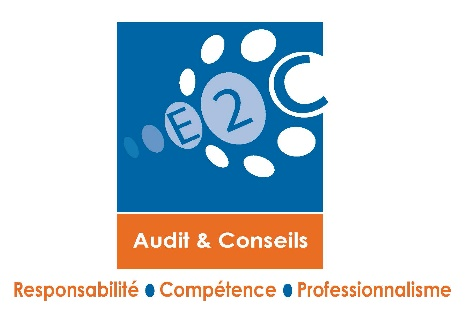 E2C
Audit & Conseils
Responsabilité • Compétence • Professionnalisme